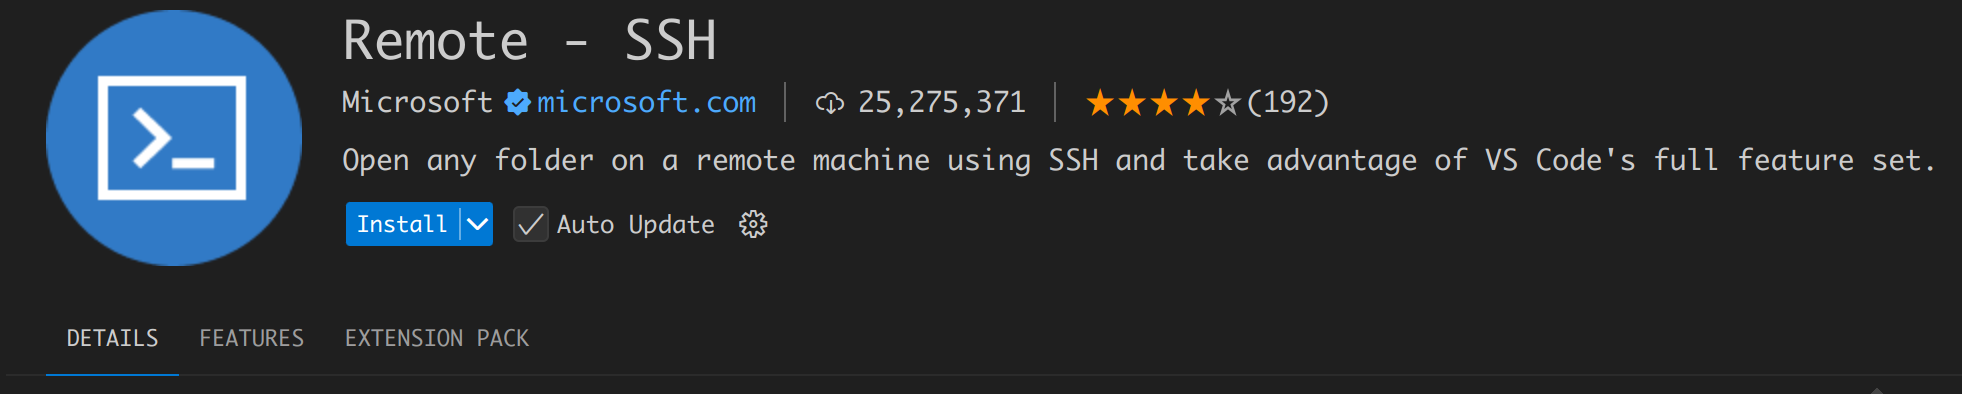 Remote - SSH
Microsoft microsoft.com 25,275,371 (192)
Open any folder on a remote machine using SSH and take advantage of VS Code's full feature set.
Install Auto Update
DETAILS FEATURES EXTENSION PACK